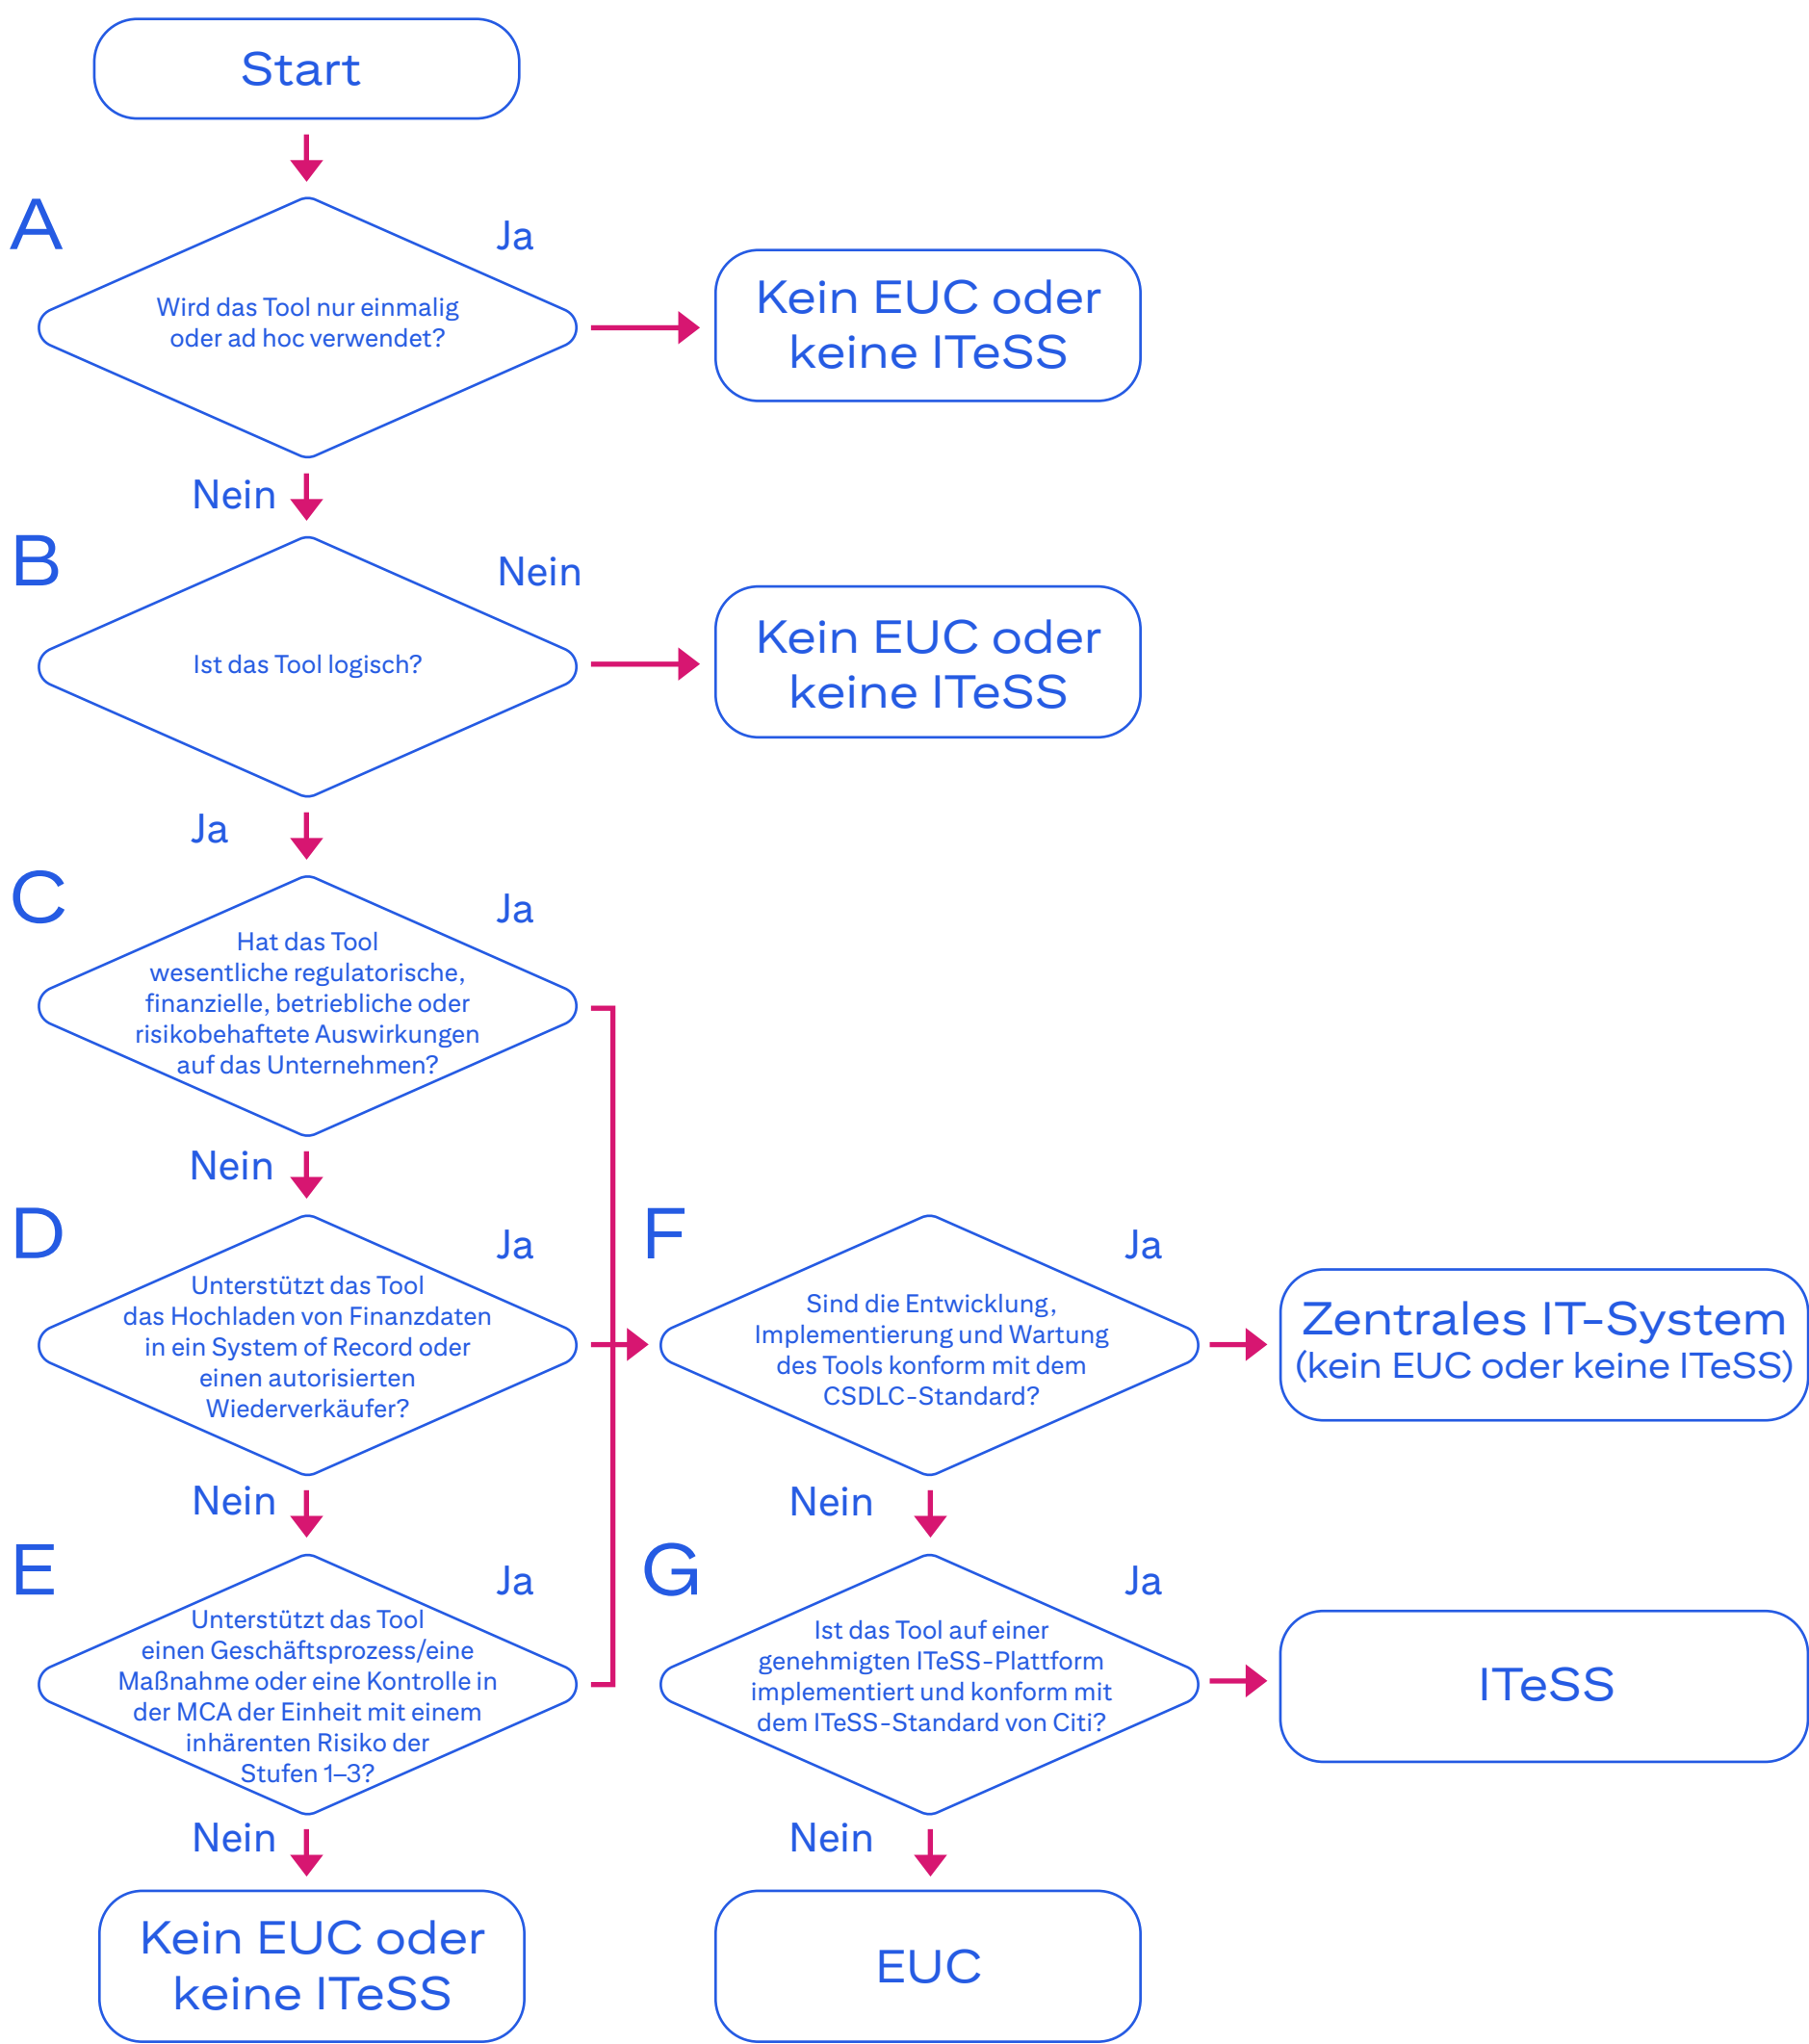 Start
A
Ja
Wird das Tool nur einmalig
oder ad hoc verwendet?
Kein EUC oder
keine ITeSS
Nein
B
Nein
Ist das Tool logisch?
Kein EUC oder
keine ITeSS
Ja
C
Ja
Hat das Tool
wesentliche regulatorische,
finanzielle, betriebliche oder
risikobehaftete Auswirkungen
auf das Unternehmen?
Nein
D
Ja
Unterstützt das Tool
das Hochladen von Finanzdaten
in ein System of Record oder
einen autorisierten
Wiederverkäufer?
F
Ja
Sind die Entwicklung,
Implementierung und Wartung
des Tools konform mit dem
CSDLC-Standard?
Zentrales IT-System
(kein EUC oder keine ITeSS)
Nein
Nein
E
Ja
Unterstützt das Tool
einen Geschäftsprozess/eine
Maßnahme oder eine Kontrolle in
der MCA der Einheit mit einem
inhärenten Risiko der
Stufen 1–3?
G
Ja
Ist das Tool auf einer
genehmigten ITeSS-Plattform
implementiert und konform mit
dem ITeSS-Standard von Citi?
ITeSS
Nein
Nein
Kein EUC oder
keine ITeSS
EUC